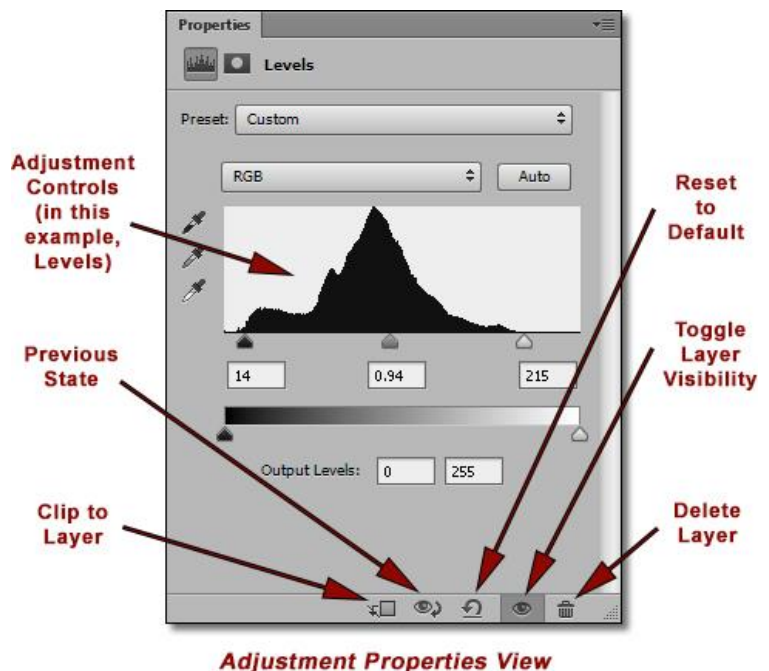 Properties
Levels
Preset: Custom
RGB
Auto
Adjustment
Controls
(in this
example,
Levels)
Reset
to
Default
Previous
State
Toggle
Layer
Visibility
14
0.94
215
Output Levels: 0 255
Clip to
Layer
Delete
Layer
Adjustment Properties View